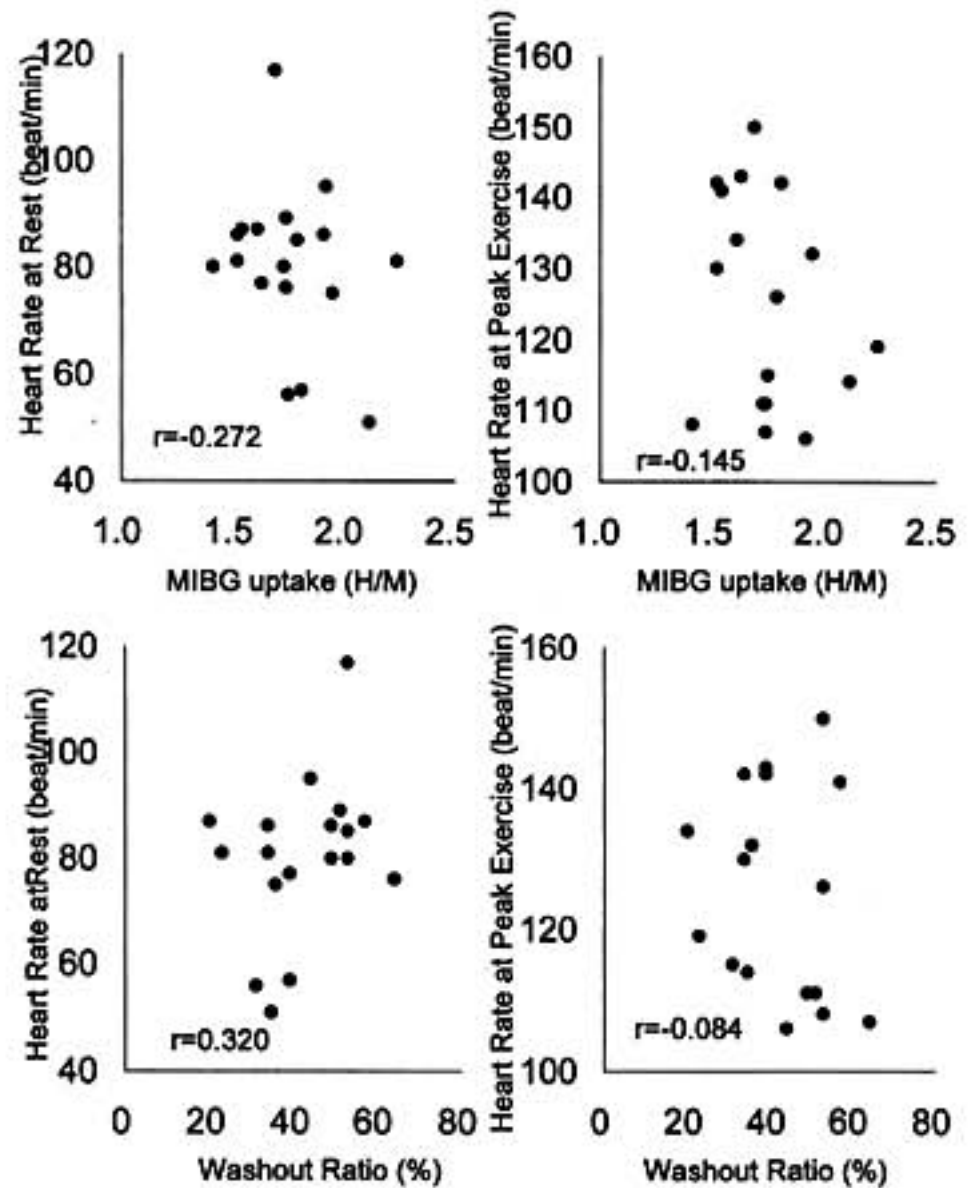 Heart Rate at Rest (beat/min)
120
100
80
60
40
r=-0.272
1.0 1.5 2.0 2.5
MIBG uptake (H/M)
Heart Rate at Peak Exercise (beat/min)
160
150
140
130
120
110
100
r=-0.145
1.0 1.5 2.0 2.5
MIBG uptake (H/M)
Heart Rate atRest (beat/min)
120
100
80
60
40
r=0.320
0 20 40 60 80
Washout Ratio (%)
Heart Rate at Peak Exercise (beat/min)
160
140
120
100
r=-0.084
0 20 40 60 80
Washout Ratio (%)